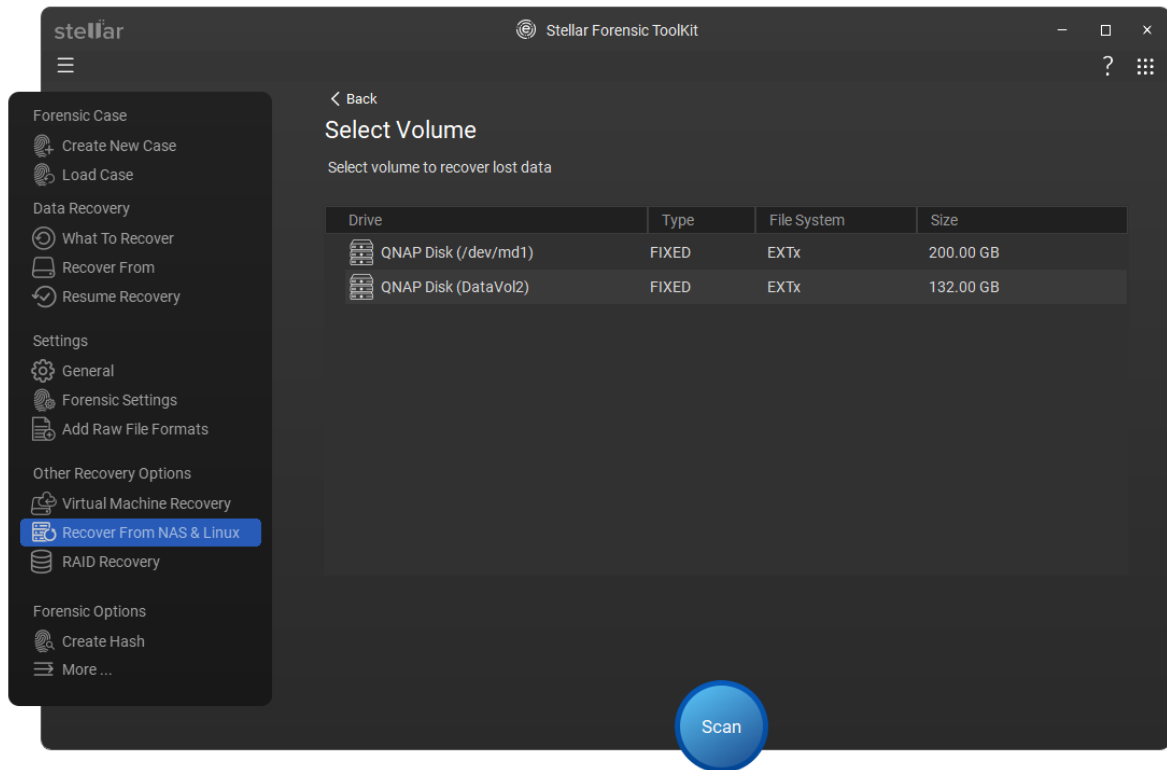 stellar
Stellar Forensic ToolKit
?
Forensic Case
Create New Case
Load Case
Data Recovery
What To Recover
Recover From
Resume Recovery
Settings
General
Forensic Settings
Add Raw File Formats
Other Recovery Options
Virtual Machine Recovery
Recover From NAS & Linux
RAID Recovery
Forensic Options
Create Hash
More ...
Back
Select Volume
Select volume to recover lost data
Drive Type File System Size
QNAP Disk (/dev/md1) FIXED EXTx 200.00 GB
QNAP Disk (DataVol2) FIXED EXTx 132.00 GB
Scan